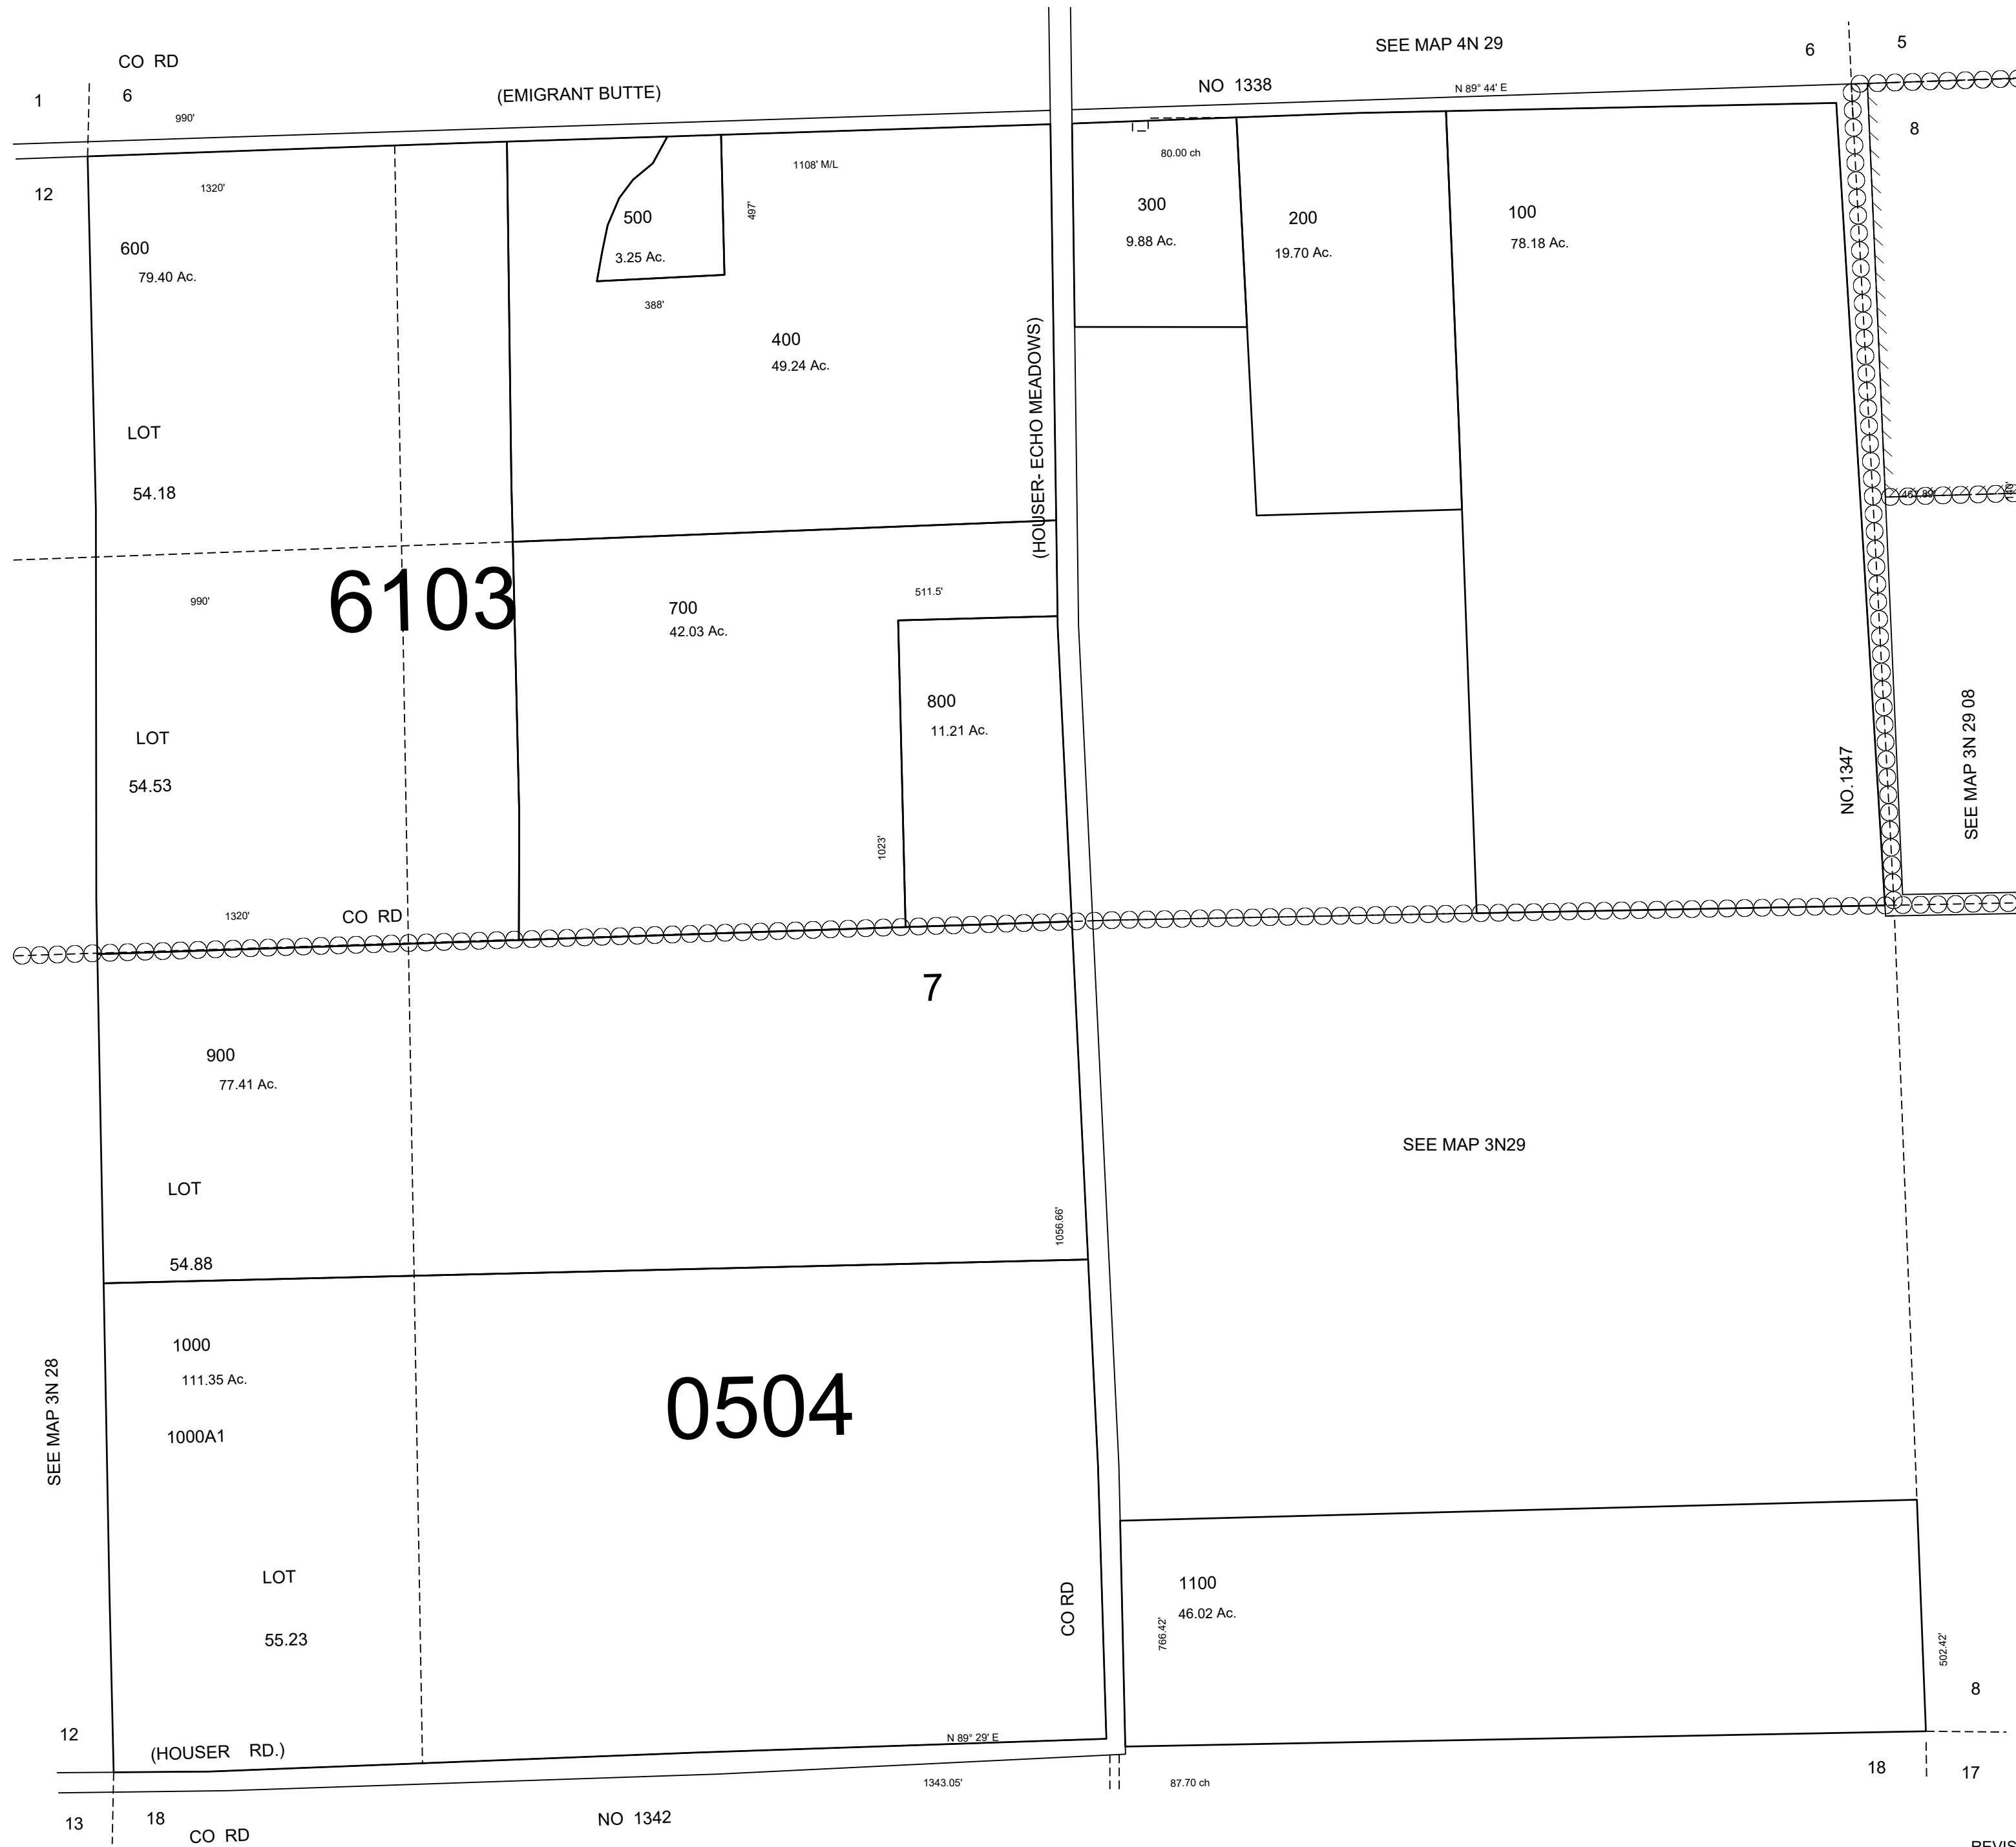 SEE MAP 4N 29
5
6
CO RD
1
6
(EMIGRANT BUTTE)
NO 1338
N 89° 44' E
990'
8
12
1320'
1108' M/L
80.00 ch
497'
300
9.88 Ac.
200
19.70 Ac.
100
78.18 Ac.
500
3.25 Ac.
600
79.40 Ac.
388'
400
49.24 Ac.
(HOUSER- ECHO MEADOWS)
LOT
54.18
467.89'
6103
990'
700
42.03 Ac.
511.5'
800
11.21 Ac.
LOT
54.53
NO.1347
SEE MAP 3N 29 08
1023'
1320'
CO RD
7
900
77.41 Ac.
SEE MAP 3N29
LOT
54.88
1056.66'
1000
111.35 Ac.
1000A1
SEE MAP 3N 28
0504
LOT
55.23
CO RD
1100
46.02 Ac.
766.42'
502.42'
8
12
(HOUSER RD.)
N 89° 29' E
18
17
1343.05'
87.70 ch
13
18
NO 1342
CO RD
REVIS